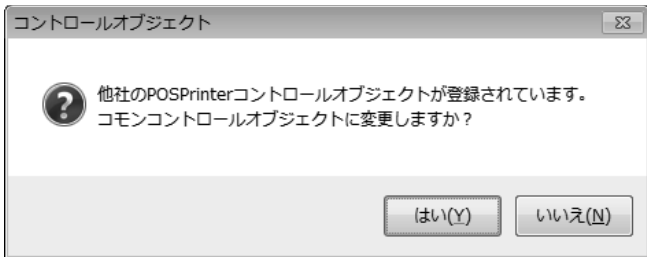 コントロールオブジェクト
他社のPOSPrinterコントロールオブジェクトが登録されています。
コモンコントロールオブジェクトに変更しますか？
はい(Y)
いいえ(N)